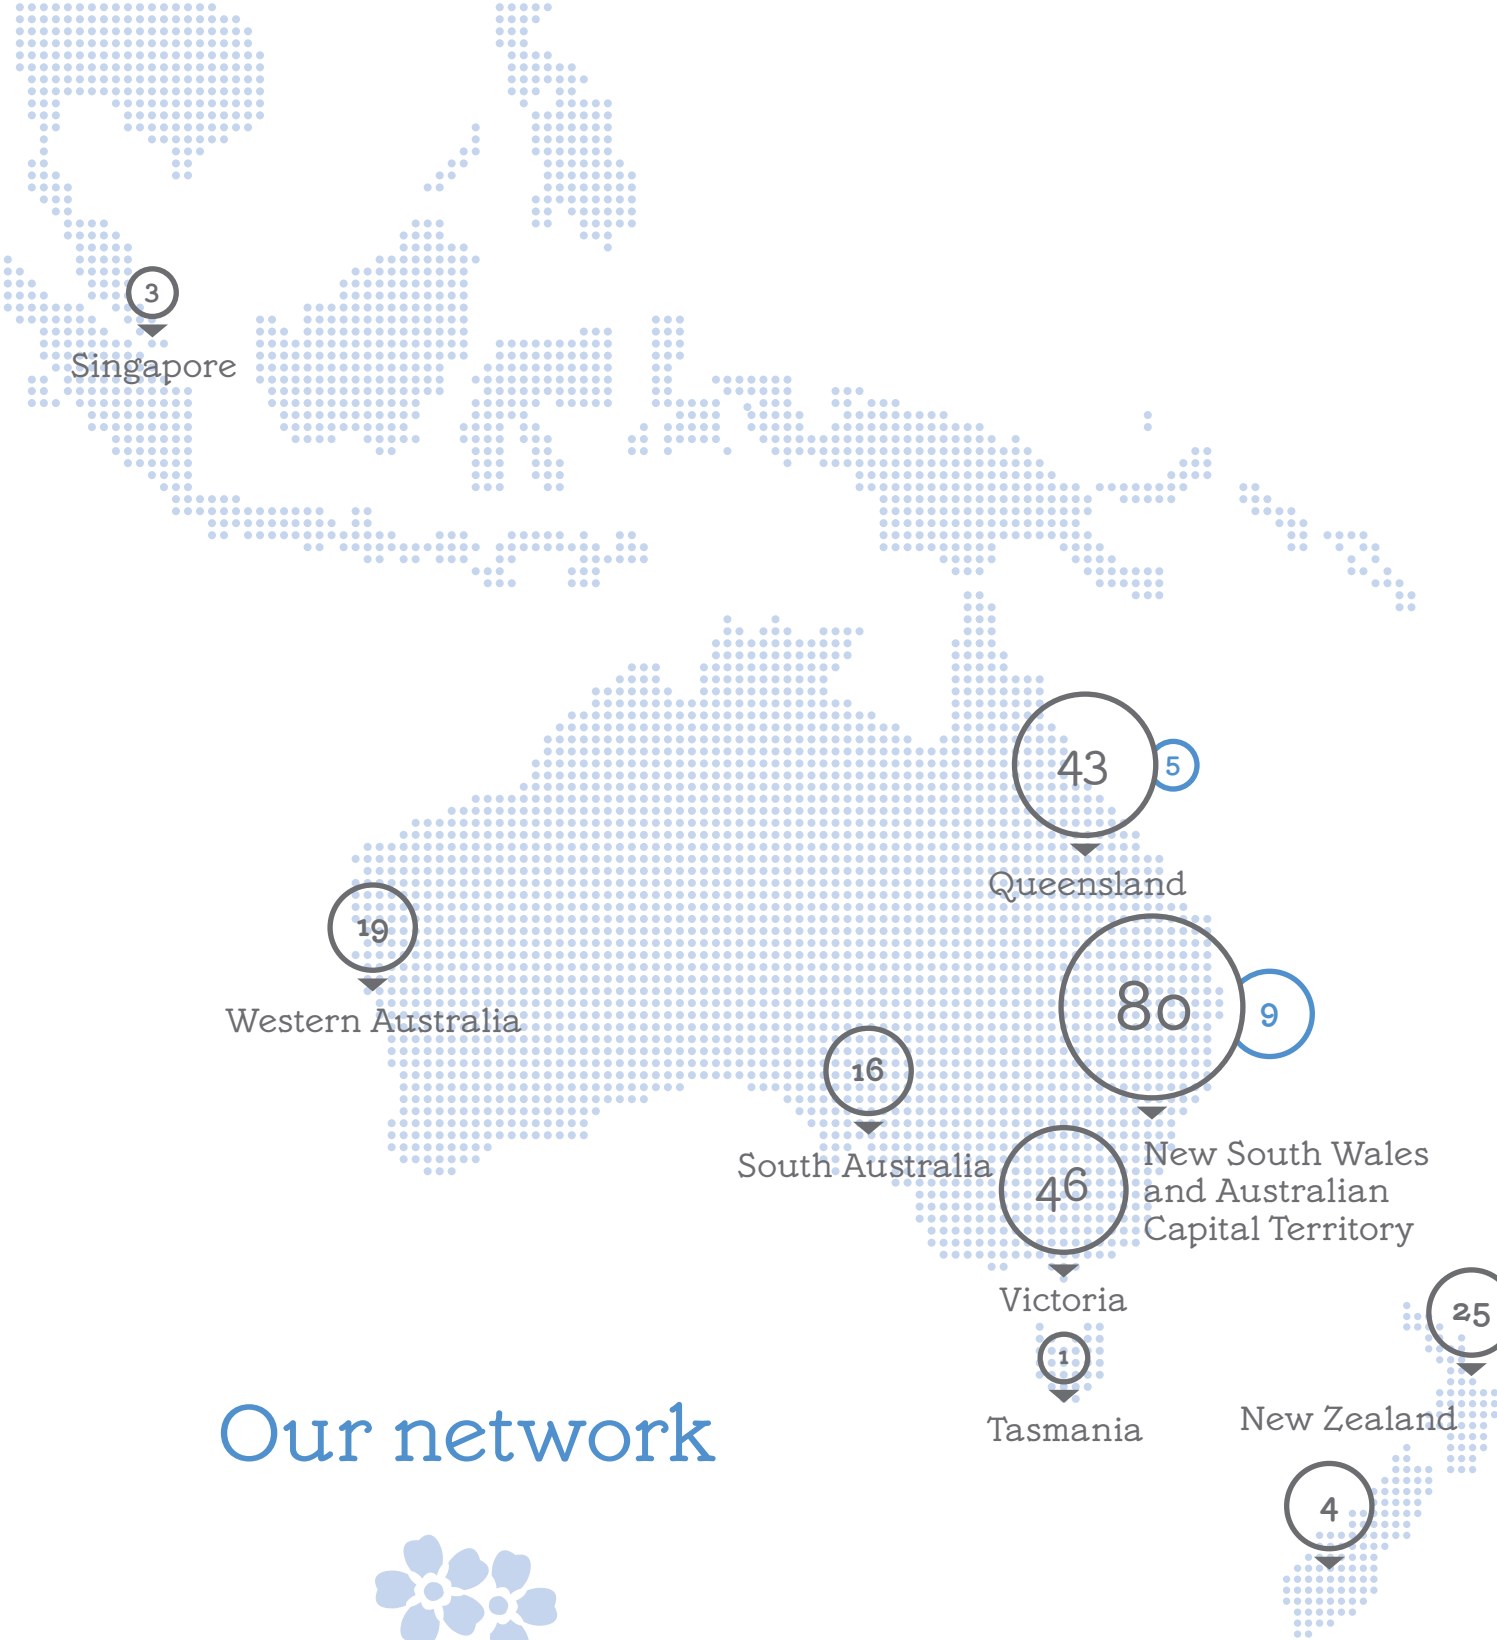 3
Singapore
43
5
Queensland
19
Western Australia
80
9
16
South Australia
New South Wales
and Australian
Capital Territory
46
Victoria
1
Tasmania
25
New Zealand
4
Our network